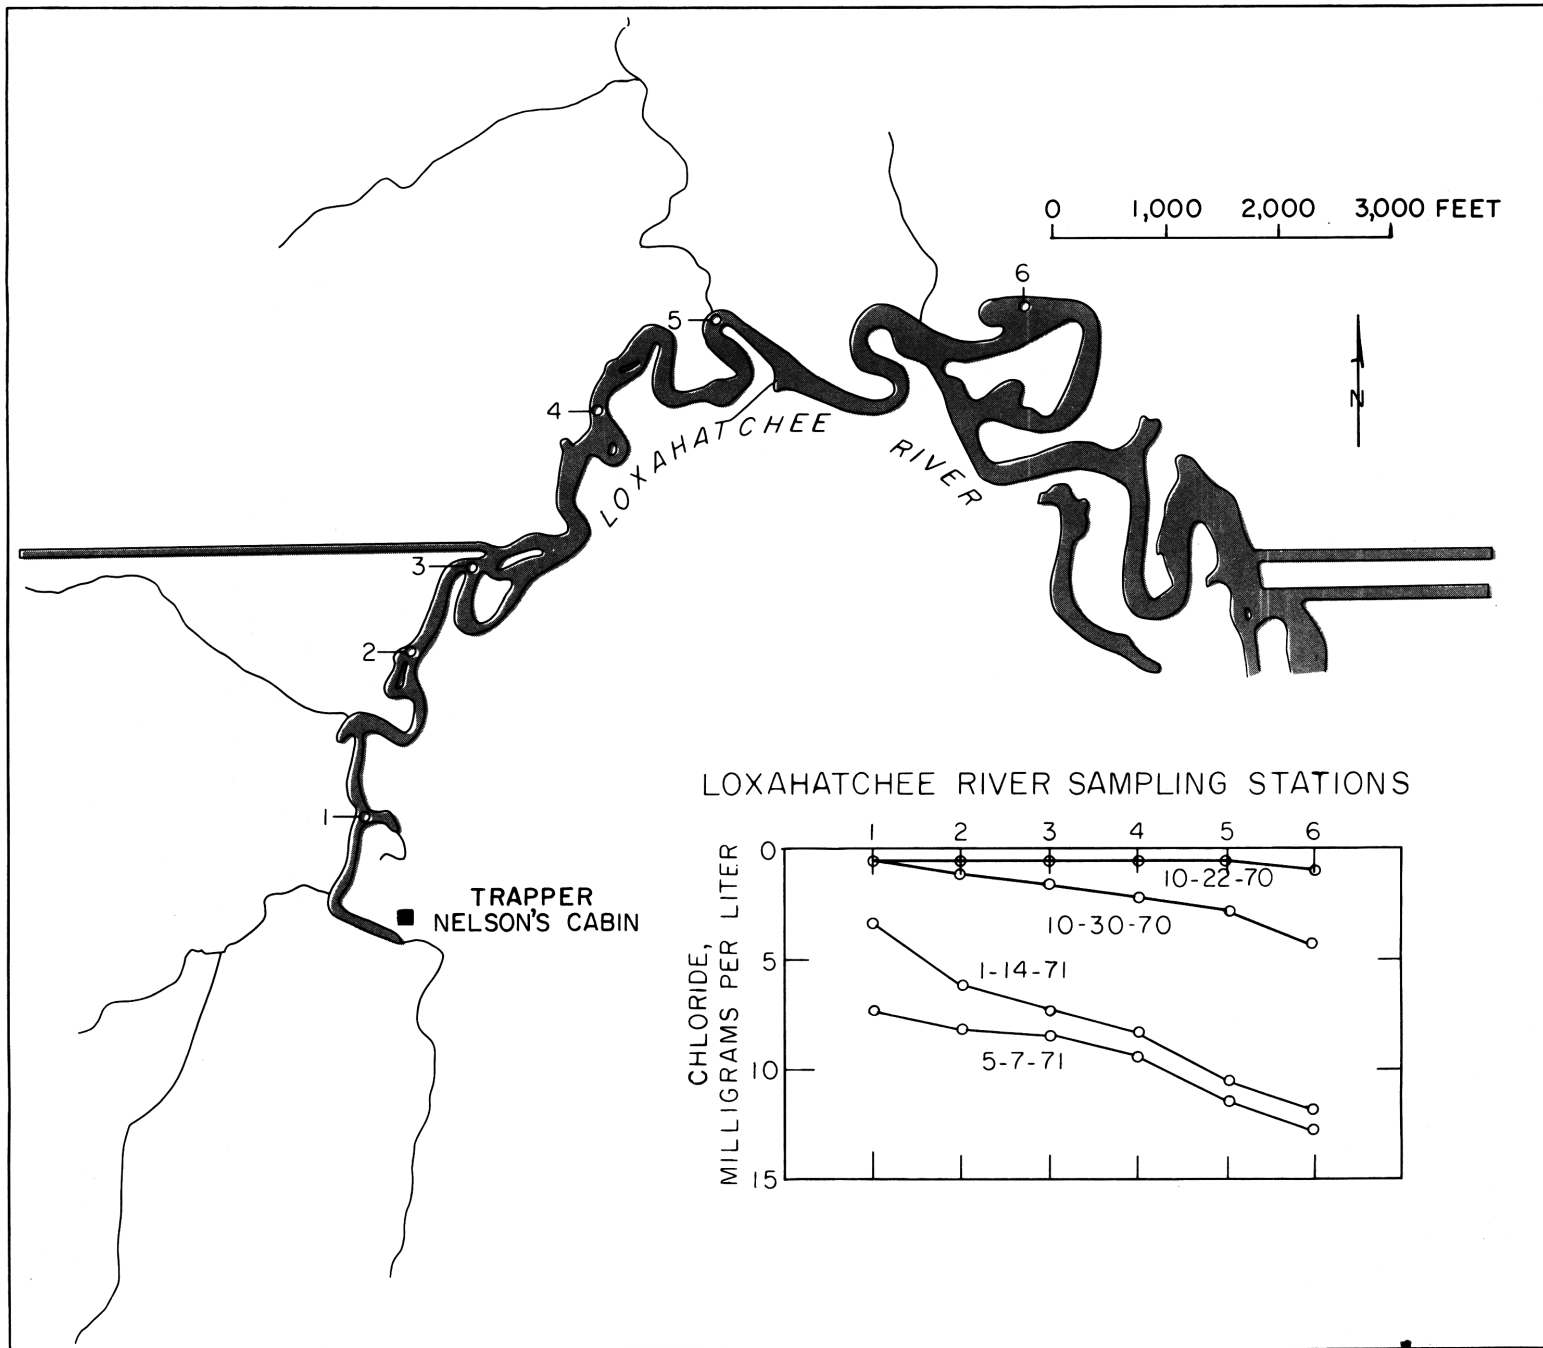 0 1,000 2,000 3,000 FEET
6
5
N
4
LOXAHATCHEE RIVER
3
2
1
TRAPPER
NELSON'S CABIN
LOXAHATCHEE RIVER SAMPLING STATIONS
1 2 3 4 5 6
CHLORIDE,
MILLIGRAMS PER LITER
0
5
10
15
10-22-70
10-30-70
1-14-71
5-7-71